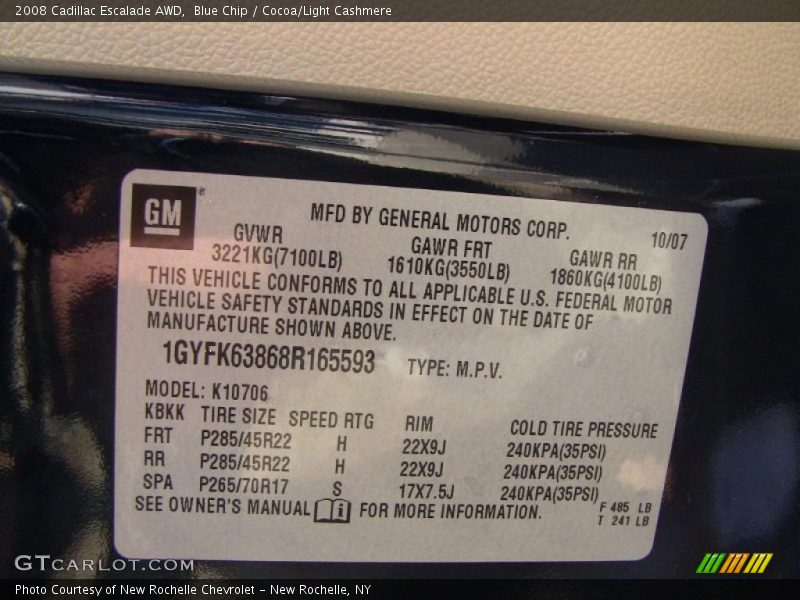 2008 Cadillac Escalade AWD, Blue Chip / Cocoa/Light Cashmere
GM ®
MFD BY GENERAL MOTORS CORP. 10/07
GVWR GAWR FRT GAWR RR
3221KG(7100LB) 1610KG(3550LB) 1860KG(4100LB)
THIS VEHICLE CONFORMS TO ALL APPLICABLE U.S. FEDERAL MOTOR
VEHICLE SAFETY STANDARDS IN EFFECT ON THE DATE OF
MANUFACTURE SHOWN ABOVE.
1GYFK63868R165593 TYPE: M.P.V.
MODEL: K10706
KBKK TIRE SIZE SPEED RTG RIM COLD TIRE PRESSURE
FRT P285/45R22 H 22X9J 240KPA(35PSI)
RR P285/45R22 H 22X9J 240KPA(35PSI)
SPA P265/70R17 S 17X7.5J 240KPA(35PSI)
SEE OWNER'S MANUAL i FOR MORE INFORMATION. F 485 LB
T 241 LB
GTCarLot.com
Photo Courtesy of New Rochelle Chevrolet – New Rochelle, NY